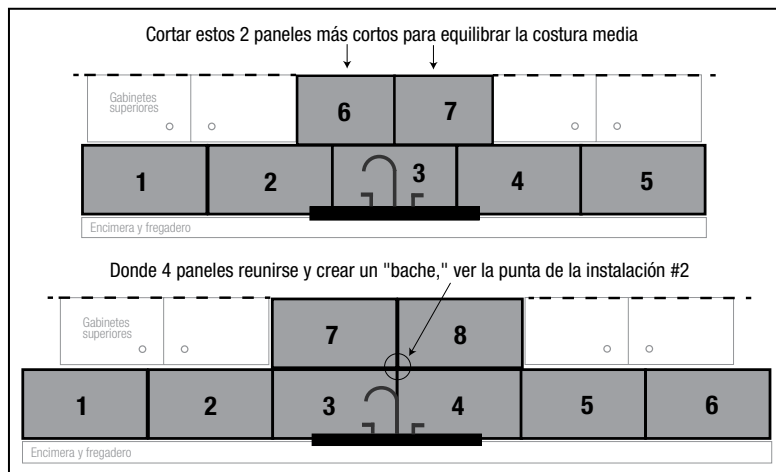 Cortar estos 2 paneles más cortos para equilibrar la costura media
Gabinetes
superiores
6 7
1 2 3 4 5
Encimera y fregadero
Donde 4 paneles reunirse y crear un "bache," ver la punta de la instalación #2
Gabinetes
superiores
7 8
1 2 3 4 5 6
Encimera y fregadero